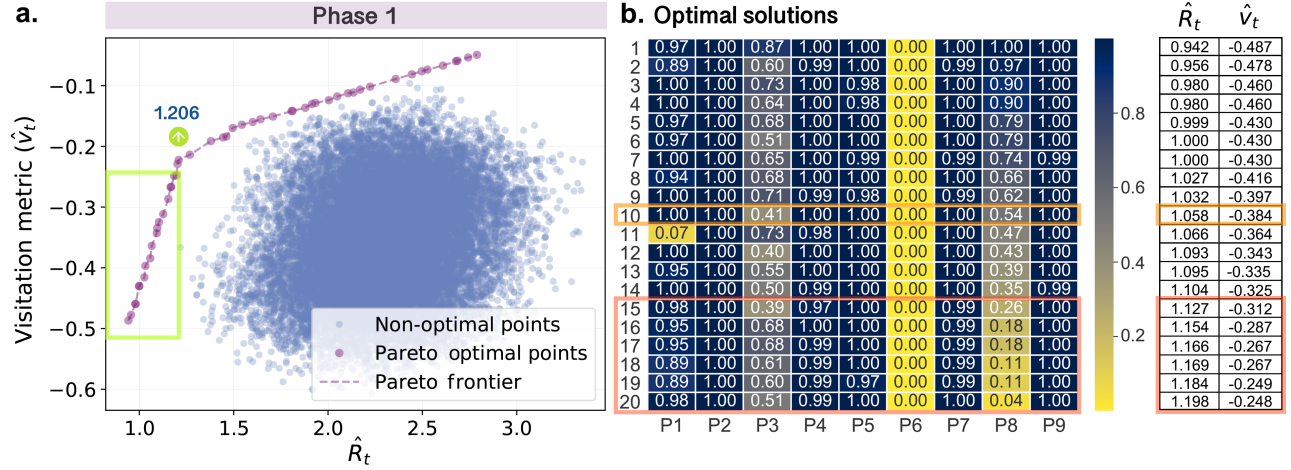 a.
Phase 1
Visitation metric (v̂ₜ)
−0.1
−0.2
−0.3
−0.4
−0.5
−0.6
1.206
Non-optimal points
Pareto optimal points
Pareto frontier
1.0 1.5 2.0 2.5 3.0
R̂ₜ
b. Optimal solutions
1 0.97 1.00 0.87 1.00 1.00 0.00 1.00 1.00 1.00
2 0.89 1.00 0.60 0.99 1.00 0.00 0.99 0.97 1.00
3 1.00 1.00 0.73 1.00 0.98 0.00 1.00 0.90 1.00
4 1.00 1.00 0.64 1.00 0.98 0.00 1.00 0.90 1.00
5 0.97 1.00 0.68 1.00 1.00 0.00 1.00 0.79 1.00
6 0.97 1.00 0.51 1.00 1.00 0.00 1.00 0.79 1.00
7 1.00 1.00 0.65 1.00 0.99 0.00 0.99 0.74 0.99
8 0.94 1.00 0.68 1.00 1.00 0.00 1.00 0.66 1.00
9 1.00 1.00 0.71 0.99 0.98 0.00 0.99 0.62 1.00
10 1.00 1.00 0.41 1.00 1.00 0.00 1.00 0.54 1.00
11 0.07 1.00 0.73 0.98 1.00 0.00 1.00 0.47 1.00
12 1.00 1.00 0.40 1.00 1.00 0.00 1.00 0.43 1.00
13 0.95 1.00 0.55 1.00 1.00 0.00 1.00 0.39 1.00
14 1.00 1.00 0.50 0.99 1.00 0.00 1.00 0.35 0.99
15 0.98 1.00 0.39 0.97 1.00 0.00 0.99 0.26 1.00
16 0.95 1.00 0.68 1.00 1.00 0.00 0.99 0.18 1.00
17 0.95 1.00 0.68 0.99 1.00 0.00 0.99 0.18 1.00
18 0.89 1.00 0.61 0.99 1.00 0.00 0.99 0.11 1.00
19 0.89 1.00 0.60 0.99 0.97 0.00 0.99 0.11 1.00
20 0.98 1.00 0.51 0.99 1.00 0.00 1.00 0.04 1.00
P1 P2 P3 P4 P5 P6 P7 P8 P9
0.8
0.6
0.4
0.2
R̂ₜ v̂ₜ
0.942 -0.487
0.956 -0.478
0.980 -0.460
0.980 -0.460
0.999 -0.430
1.000 -0.430
1.000 -0.430
1.027 -0.416
1.032 -0.397
1.058 -0.384
1.066 -0.364
1.093 -0.343
1.095 -0.335
1.104 -0.325
1.127 -0.312
1.154 -0.287
1.166 -0.267
1.169 -0.267
1.184 -0.249
1.198 -0.248